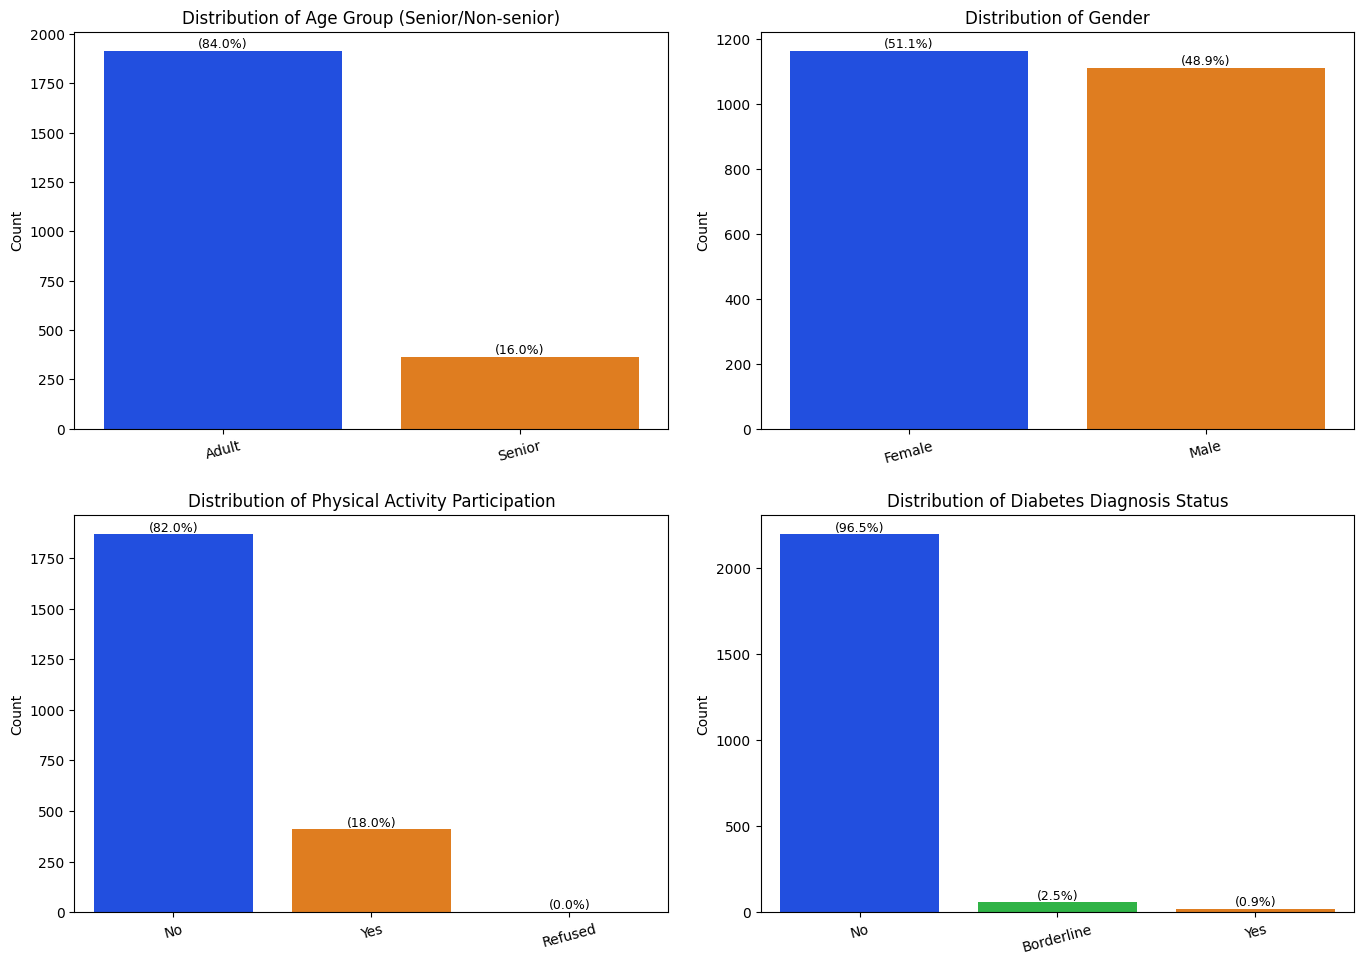 Distribution of Age Group (Senior/Non-senior)
2000
1750
1500
1250
1000
750
500
250
0
Count
(84.0%)
(16.0%)
Adult
Senior
Distribution of Gender
1200
1000
800
600
400
200
0
Count
(51.1%)
(48.9%)
Female
Male
Distribution of Physical Activity Participation
1750
1500
1250
1000
750
500
250
0
Count
(82.0%)
(18.0%)
(0.0%)
No
Yes
Refused
Distribution of Diabetes Diagnosis Status
2000
1500
1000
500
0
Count
(96.5%)
(2.5%)
(0.9%)
No
Borderline
Yes